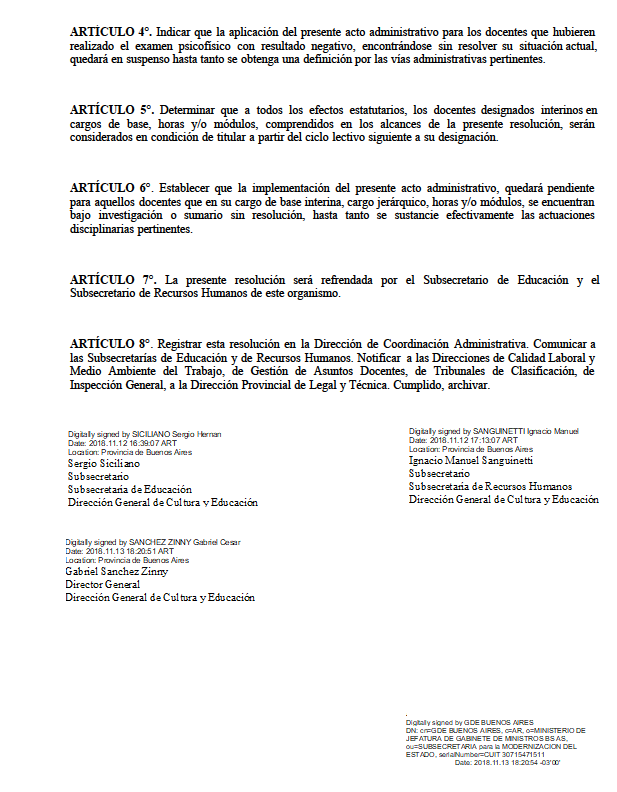 ARTÍCULO 4°. Indicar que la aplicación del presente acto administrativo para los docentes que hubieren
realizado el examen psicofísico con resultado negativo, encontrándose sin resolver su situación actual,
quedará en suspenso hasta tanto se obtenga una definición por las vías administrativas pertinentes.
ARTÍCULO 5°. Determinar que a todos los efectos estatutarios, los docentes designados interinos en
cargos de base, horas y/o módulos, comprendidos en los alcances de la presente resolución, serán
considerados en condición de titular a partir del ciclo lectivo siguiente a su designación.
ARTÍCULO 6°. Establecer que la implementación del presente acto administrativo, quedará pendiente
para aquellos docentes que en su cargo de base interina, cargo jerárquico, horas y/o módulos, se encuentran
bajo investigación o sumario sin resolución, hasta tanto se sustancie efectivamente las actuaciones
disciplinarias pertinentes.
ARTÍCULO 7°. La presente resolución será refrendada por el Subsecretario de Educación y el
Subsecretario de Recursos Humanos de este organismo.
ARTÍCULO 8°. Registrar esta resolución en la Dirección de Coordinación Administrativa. Comunicar a
las Subsecretarías de Educación y de Recursos Humanos. Notificar a las Direcciones de Calidad Laboral y
Medio Ambiente del Trabajo, de Gestión de Asuntos Docentes, de Tribunales de Clasificación, de
Inspección General, a la Dirección Provincial de Legal y Técnica. Cumplido, archivar.
Digitally signed by SICILIANO Sergio Hernan
Date: 2018.11.12 16:39:07 ART
Location: Provincia de Buenos Aires
Sergio Siciliano
Subsecretario
Subsecretaría de Educación
Dirección General de Cultura y Educación
Digitally signed by SANGUINETTI Ignacio Manuel
Date: 2018.11.12 17:13:07 ART
Location: Provincia de Buenos Aires
Ignacio Manuel Sanguinetti
Subsecretario
Subsecretaría de Recursos Humanos
Dirección General de Cultura y Educación
Digitally signed by SANCHEZ ZINNY Gabriel Cesar
Date: 2018.11.13 18:20:51 ART
Location: Provincia de Buenos Aires
Gabriel Sanchez Zinny
Director General
Dirección General de Cultura y Educación
Digitally signed by GDE BUENOS AIRES
DN: cn=GDE BUENOS AIRES, c=AR, o=MINISTERIO DE
JEFATURA DE GABINETE DE MINISTROS BS AS,
ou=SUBSECRETARIA para la MODERNIZACION DEL
ESTADO, serialNumber=CUIT 30715471511
Date: 2018.11.13 18:20:54 -03'00'